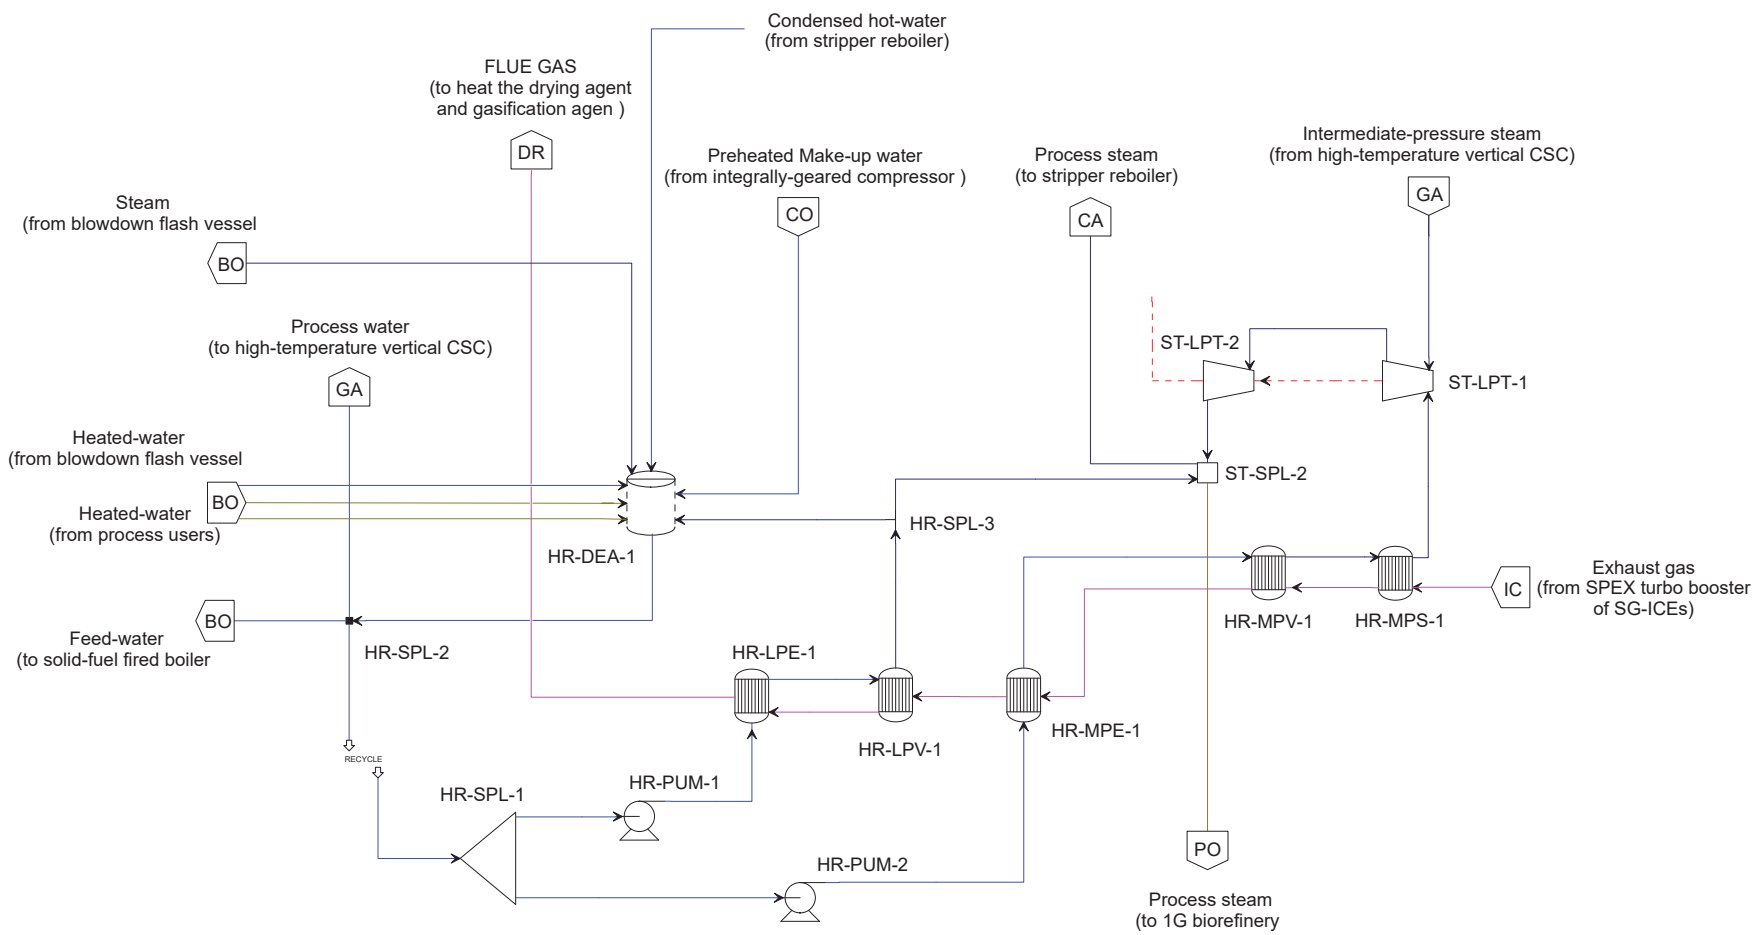 Condensed hot-water
(from stripper reboiler)
FLUE GAS
(to heat the drying agent
and gasification agen )
DR
Preheated Make-up water
(from integrally-geared compressor )
CO
Process steam
(to stripper reboiler)
CA
Intermediate-pressure steam
(from high-temperature vertical CSC)
GA
Steam
(from blowdown flash vessel
BO
Process water
(to high-temperature vertical CSC)
GA
ST-LPT-2
ST-LPT-1
Heated-water
(from blowdown flash vessel
BO
Heated-water
(from process users)
HR-DEA-1
ST-SPL-2
HR-SPL-3
Exhaust gas
(from SPEX turbo booster
of SG-ICEs)
IC
HR-MPV-1
HR-MPS-1
BO
Feed-water
(to solid-fuel fired boiler
HR-SPL-2
HR-LPE-1
HR-LPV-1
HR-MPE-1
RECYCLE
HR-SPL-1
HR-PUM-1
HR-PUM-2
PO
Process steam
(to 1G biorefinery